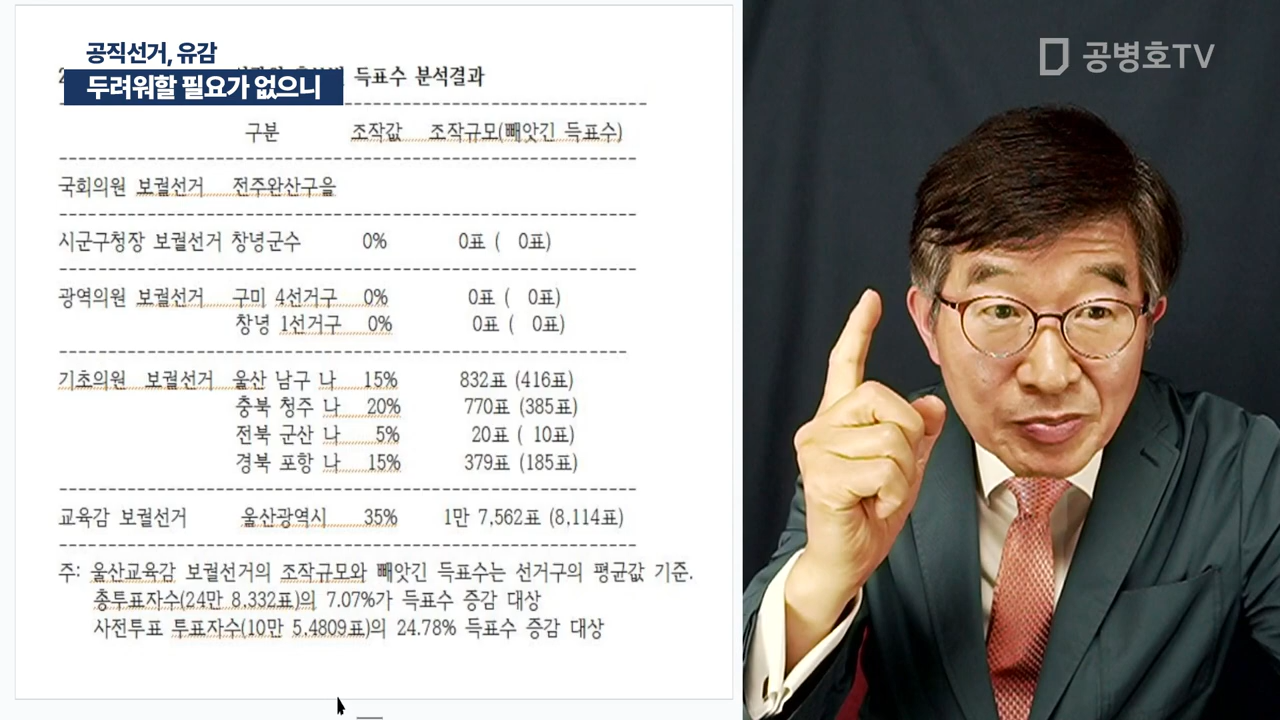 공직선거, 유감
두려워할 필요가 없으니
공병호TV
득표수 분석결과
구분 조작값 조작규모(빼앗긴 득표수)
국회의원 보궐선거 전주완산구을
시군구청장 보궐선거 창녕군수 0% 0표 ( 0표)
광역의원 보궐선거 구미 4선거구 0% 0표 ( 0표)
창녕 1선거구 0% 0표 ( 0표)
기초의원 보궐선거 울산 남구 나 15% 832표 (416표)
충북 청주 나 20% 770표 (385표)
전북 군산 나 5% 20표 ( 10표)
경북 포항 나 15% 379표 (185표)
교육감 보궐선거 울산광역시 35% 1만 7,562표 (8,114표)
주: 울산교육감 보궐선거의 조작규모와 빼앗긴 득표수는 선거구의 평균값 기준.
총투표자수(24만 8,332표)의 7.07%가 득표수 증감 대상
사전투표 투표자수(10만 5.4809표)의 24.78% 득표수 증감 대상